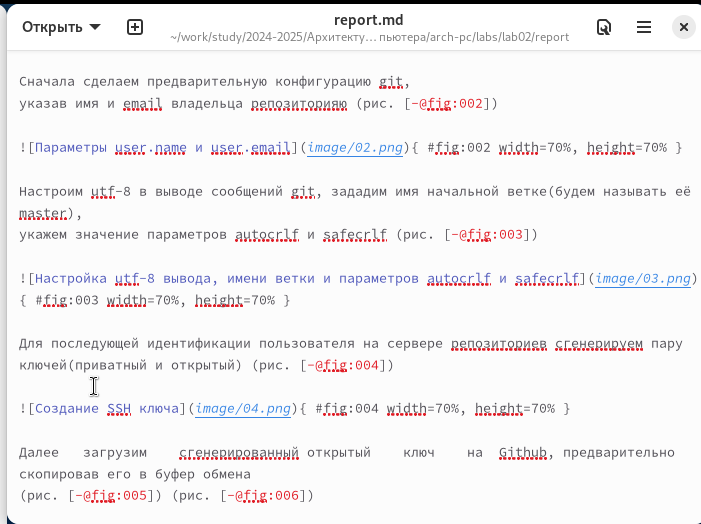 Открыть
report.md
~/work/study/2024-2025/Архитекту… пьютера/arch-pc/labs/lab02/report
Сначала сделаем предварительную конфигурацию git,
указав имя и email владельца репозиторияю (рис. [-@fig:002])
![Параметры user.name и user.email](image/02.png){ #fig:002 width=70%, height=70% }
Настроим utf-8 в выводе сообщений git, зададим имя начальной ветке(будем называть её
master),
укажем значение параметров autocrlf и safecrlf (рис. [-@fig:003])
![Настройка utf-8 вывода, имени ветки и параметров autocrlf и safecrlf](image/03.png)
{ #fig:003 width=70%, height=70% }
Для последующей идентификации пользователя на сервере репозиториев сгенерируем пару
ключей(приватный и открытый) (рис. [-@fig:004])
![Создание SSH ключа](image/04.png){ #fig:004 width=70%, height=70% }
Далее загрузим сгенерированный открытый ключ на Github, предварительно
скопировав его в буфер обмена
(рис. [-@fig:005]) (рис. [-@fig:006])